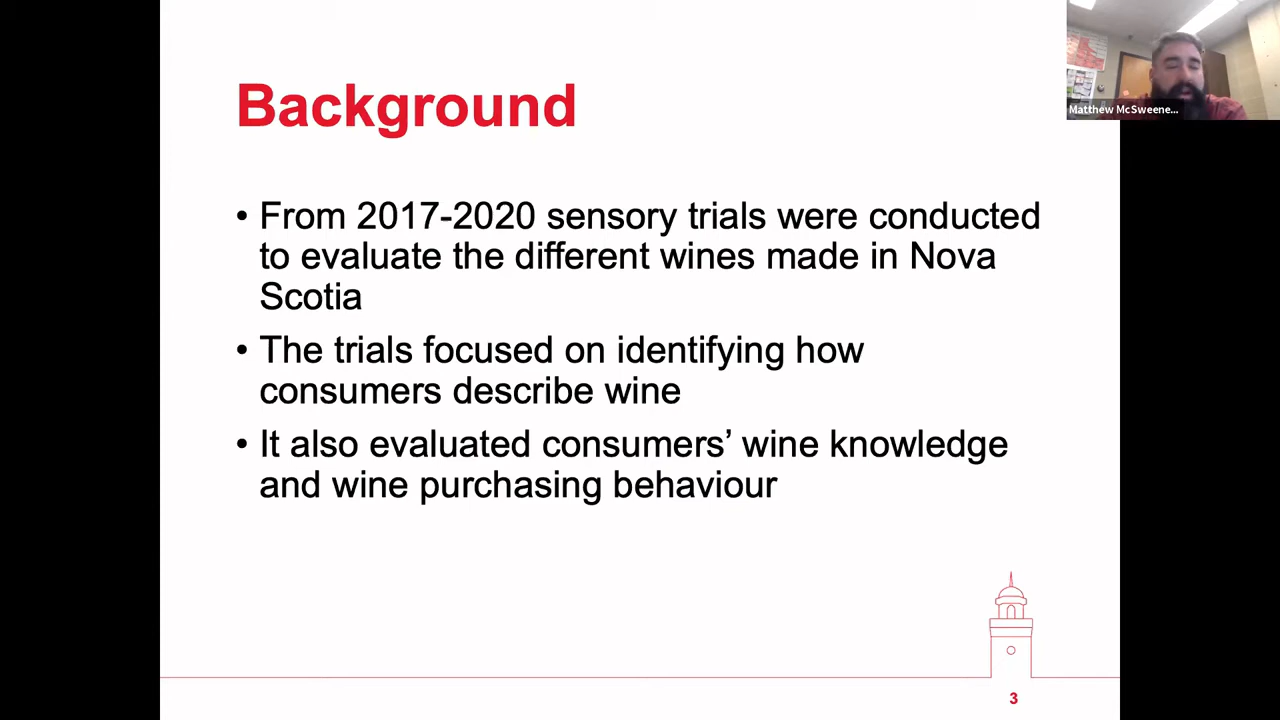 Background
Matthew McSweene...
• From 2017-2020 sensory trials were conducted
to evaluate the different wines made in Nova
Scotia
• The trials focused on identifying how
consumers describe wine
• It also evaluated consumers’ wine knowledge
and wine purchasing behaviour
3